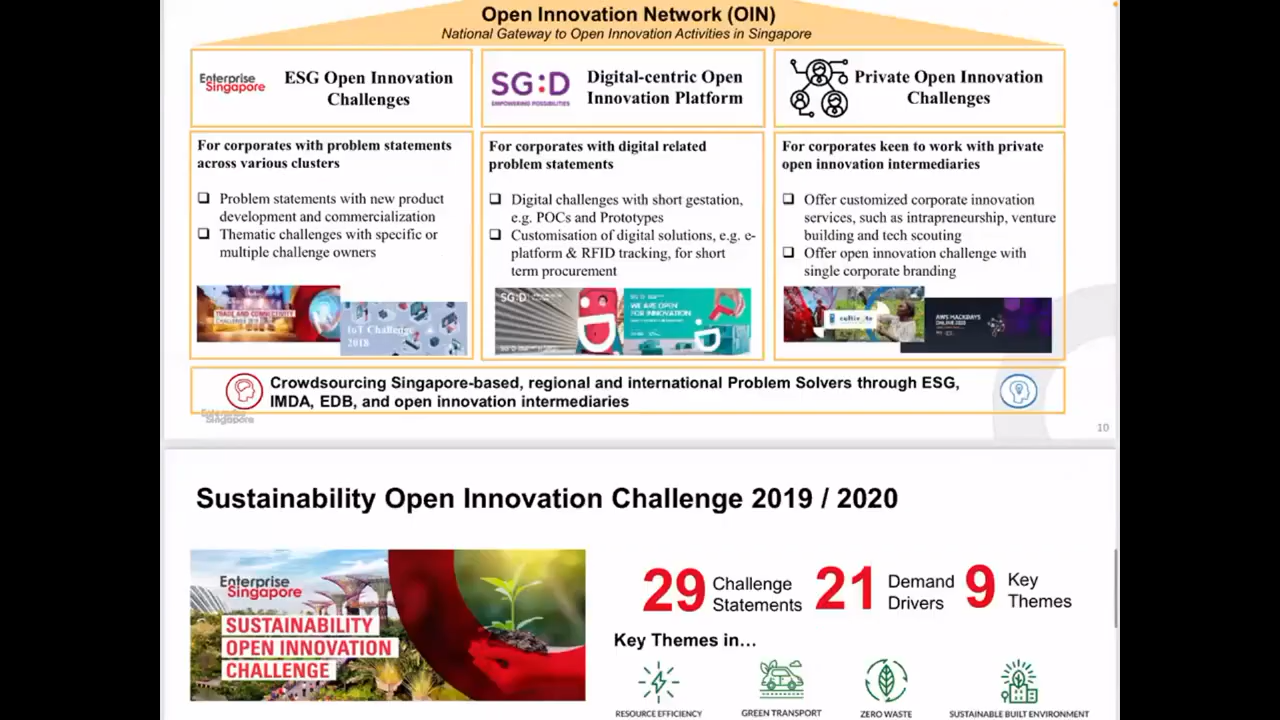 Open Innovation Network (OIN)
National Gateway to Open Innovation Activities in Singapore
Enterprise
Singapore
ESG Open Innovation
Challenges
SG:D
EMPOWERING POSSIBILITIES
Digital-centric Open
Innovation Platform
Private Open Innovation
Challenges
For corporates with problem statements
across various clusters
❑ Problem statements with new product
development and commercialization
❑ Thematic challenges with specific or
multiple challenge owners
TRADE AND CONNECTIVITY
CHALLENGE
IoT Challenge
2018
For corporates with digital related
problem statements
❑ Digital challenges with short gestation,
e.g. POCs and Prototypes
❑ Customisation of digital solutions, e.g. e-
platform & RFID tracking, for short
term procurement
SG:D
WE ARE OPEN
FOR INNOVATION
For corporates keen to work with private
open innovation intermediaries
❑ Offer customized corporate innovation
services, such as intrapreneurship, venture
building and tech scouting
❑ Offer open innovation challenge with
single corporate branding
AWS HACKDAYS
ONLINE 2020
Crowdsourcing Singapore-based, regional and international Problem Solvers through ESG,
IMDA, EDB, and open innovation intermediaries
Enterprise
Singapore
10
Sustainability Open Innovation Challenge 2019 / 2020
Enterprise
Singapore
SUSTAINABILITY
OPEN INNOVATION
CHALLENGE
29 Challenge
Statements
21 Demand
Drivers
9 Key
Themes
Key Themes in…
RESOURCE EFFICIENCY
GREEN TRANSPORT
ZERO WASTE
SUSTAINABLE BUILT ENVIRONMENT